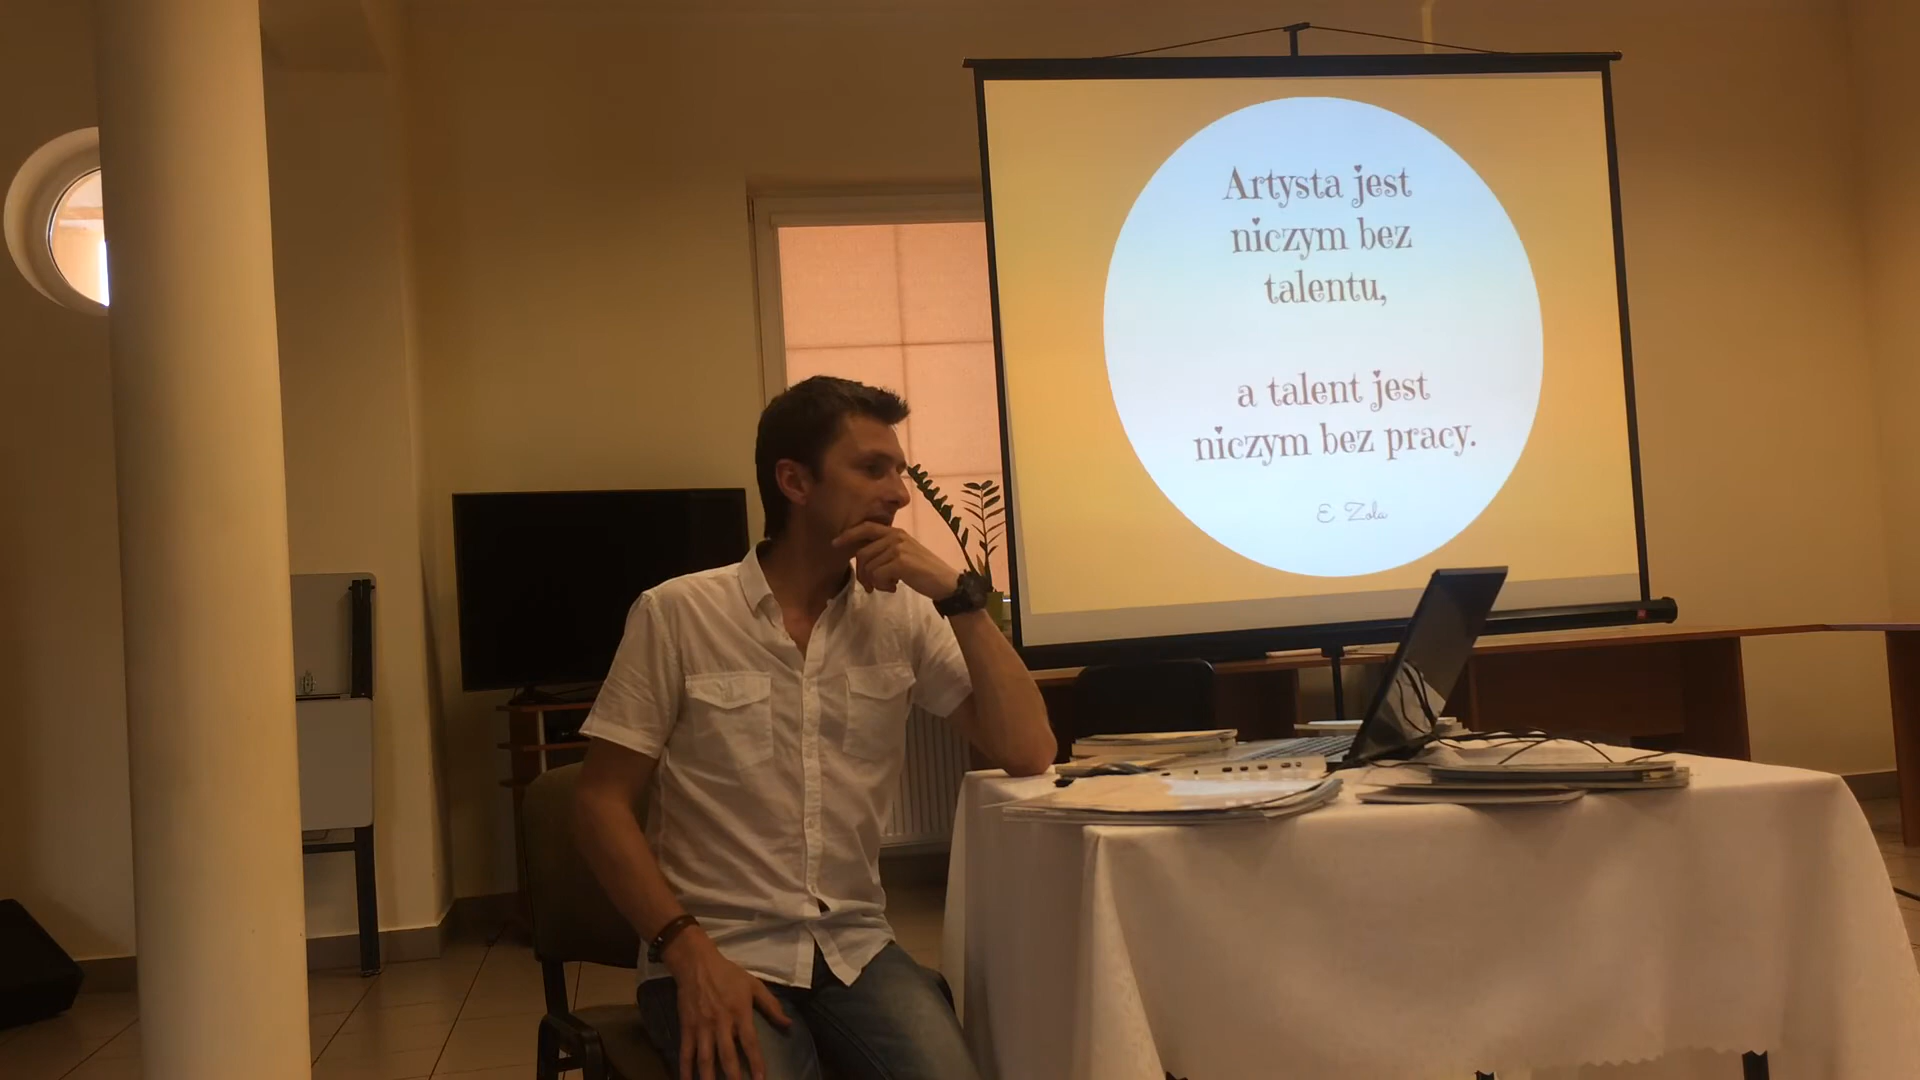 Artysta jest
niczym bez
talentu,
a talent jest
niczym bez pracy.
E. Zola